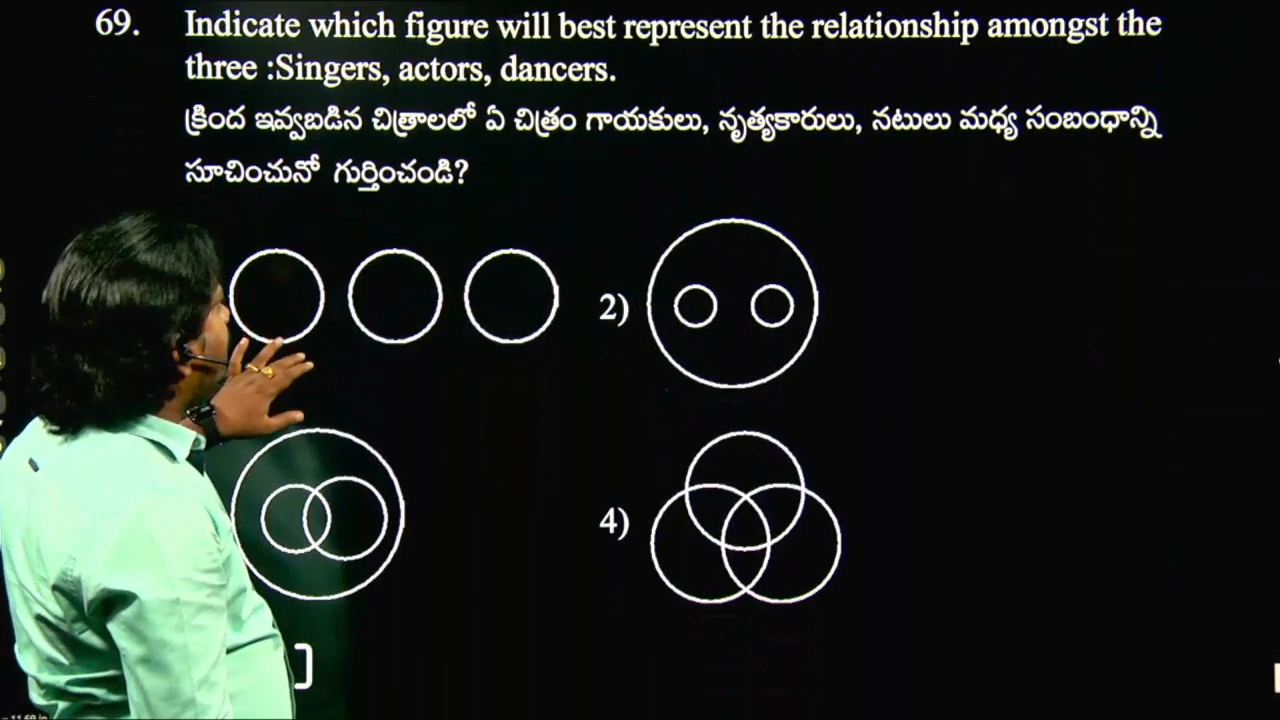 69. Indicate which figure will best represent the relationship amongst the
three :Singers, actors, dancers.
క్రింద ఇవ్వబడిన చిత్రాలలో ఏ చిత్రం గాయకులు, నృత్యకారులు, నటులు మధ్య సంబంధాన్ని
సూచించునో గుర్తించండి?
2)
4)